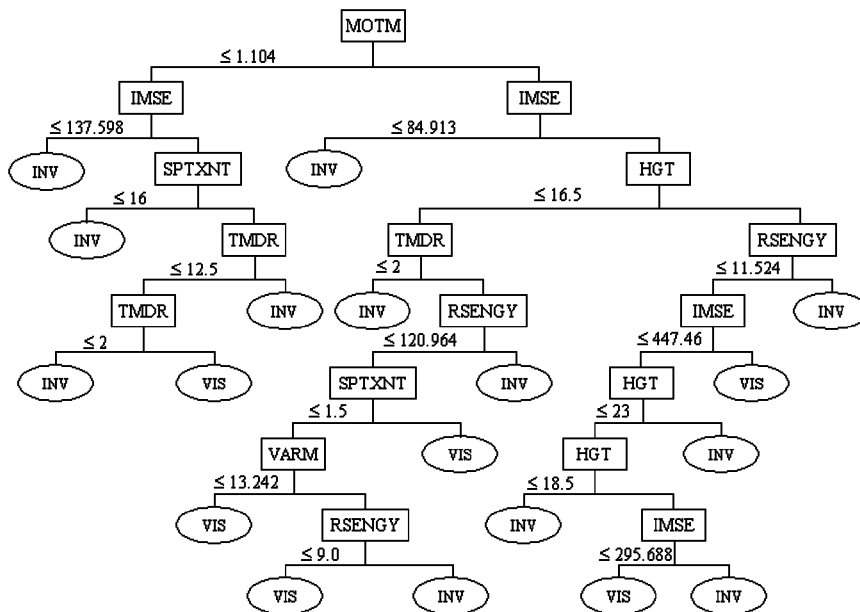 MOTM
≤ 1.104
IMSE IMSE
≤ 137.598 ≤ 84.913
INV SPTXNT INV HGT
≤ 16 ≤ 16.5
INV TMDR TMDR RSENGY
≤ 12.5 ≤ 2 ≤ 11.524
TMDR INV INV RSENGY IMSE INV
≤ 2 ≤ 120.964 ≤ 447.46
INV VIS SPTXNT INV HGT VIS
≤ 1.5 ≤ 23
VARM VIS HGT INV
≤ 13.242 ≤ 18.5
VIS RSENGY INV IMSE
≤ 9.0 ≤ 295.688
VIS INV VIS INV